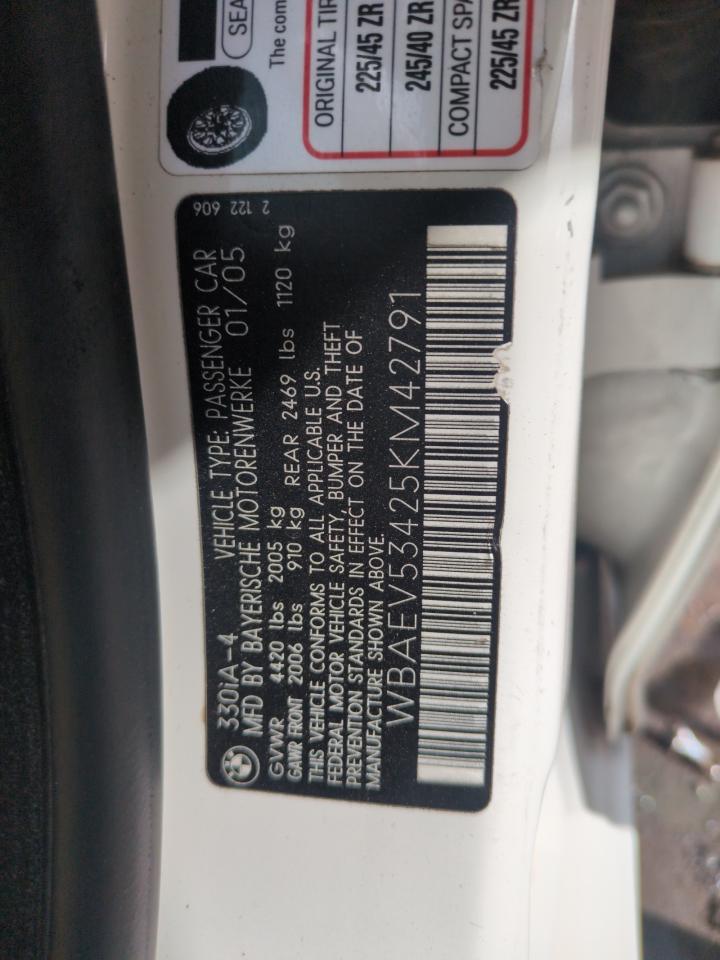 SEA
The com
ORIGINAL TIR
225/45 ZR
245/40 ZR
COMPACT SPA
225/45 ZR
2 122 606
330IA-4 VEHICLE TYPE: PASSENGER CAR
MFD BY BAYERISCHE MOTORENWERKE 01/05
GVWR 4420 lbs 2005 kg
GAWR FRONT 2006 lbs 910 kg REAR 2469 lbs 1120 kg
THIS VEHICLE CONFORMS TO ALL APPLICABLE U.S.
FEDERAL MOTOR VEHICLE SAFETY, BUMPER AND THEFT
PREVENTION STANDARDS IN EFFECT ON THE DATE OF
MANUFACTURE SHOWN ABOVE.
WBAEV53425KM42791